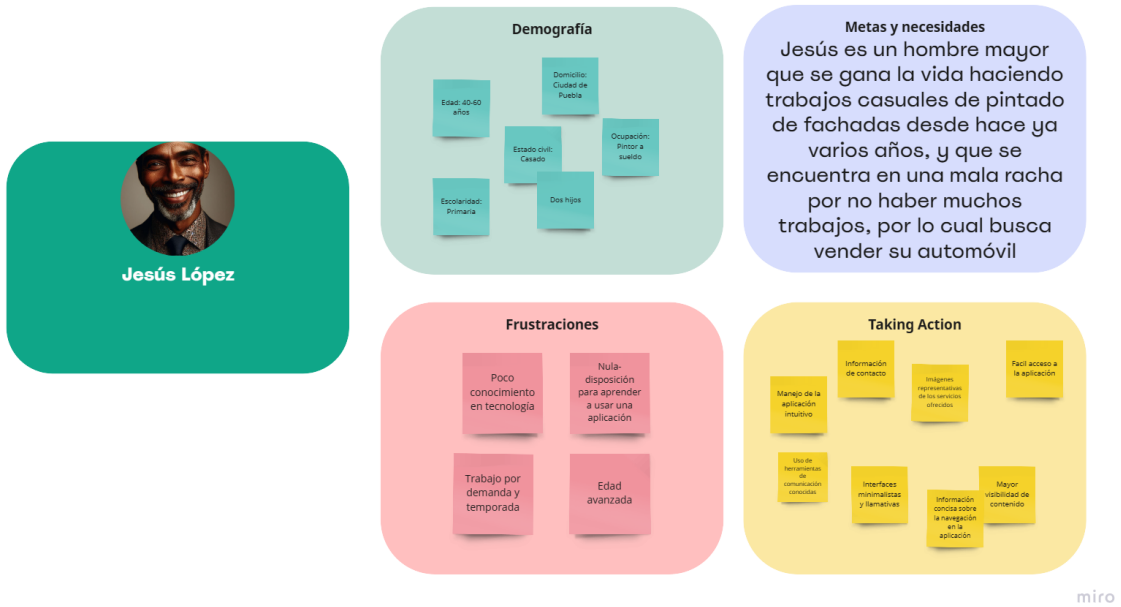 Jesús López
Demografía
Edad: 40-60
años
Domicilio:
Ciudad de
Puebla
Estado civil:
Casado
Ocupación:
Pintor a
sueldo
Escolaridad:
Primaria
Dos hijos
Metas y necesidades
Jesús es un hombre mayor
que se gana la vida haciendo
trabajos casuales de pintado
de fachadas desde hace ya
varios años, y que se
encuentra en una mala racha
por no haber muchos
trabajos, por lo cual busca
vender su automóvil
Frustraciones
Poco
conocimiento
en tecnología
Nula-
disposición
para aprender
a usar una
aplicación
Trabajo por
demanda y
temporada
Edad
avanzada
Taking Action
Manejo de la
aplicación
intuitivo
Información
de contacto
Imágenes
representativas
de los servicios
ofrecidos
Facil acceso a
la aplicación
Uso de
herramientas
de
comunicación
conocidas
Interfaces
minimalistas
y llamativas
Información
concisa sobre
la navegación
en la
aplicación
Mayor
visibilidad de
contenido
miro